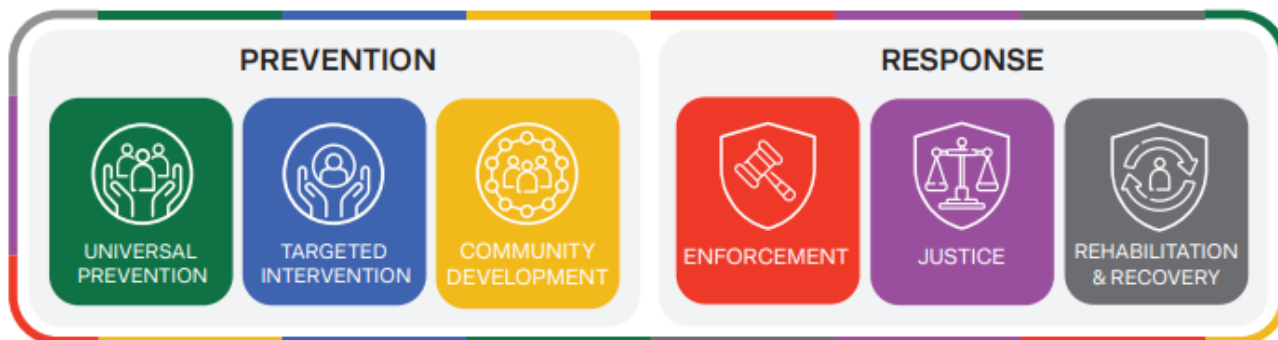 PREVENTION
UNIVERSAL
PREVENTION
TARGETED
INTERVENTION
COMMUNITY
DEVELOPMENT
RESPONSE
ENFORCEMENT
JUSTICE
REHABILITATION
& RECOVERY